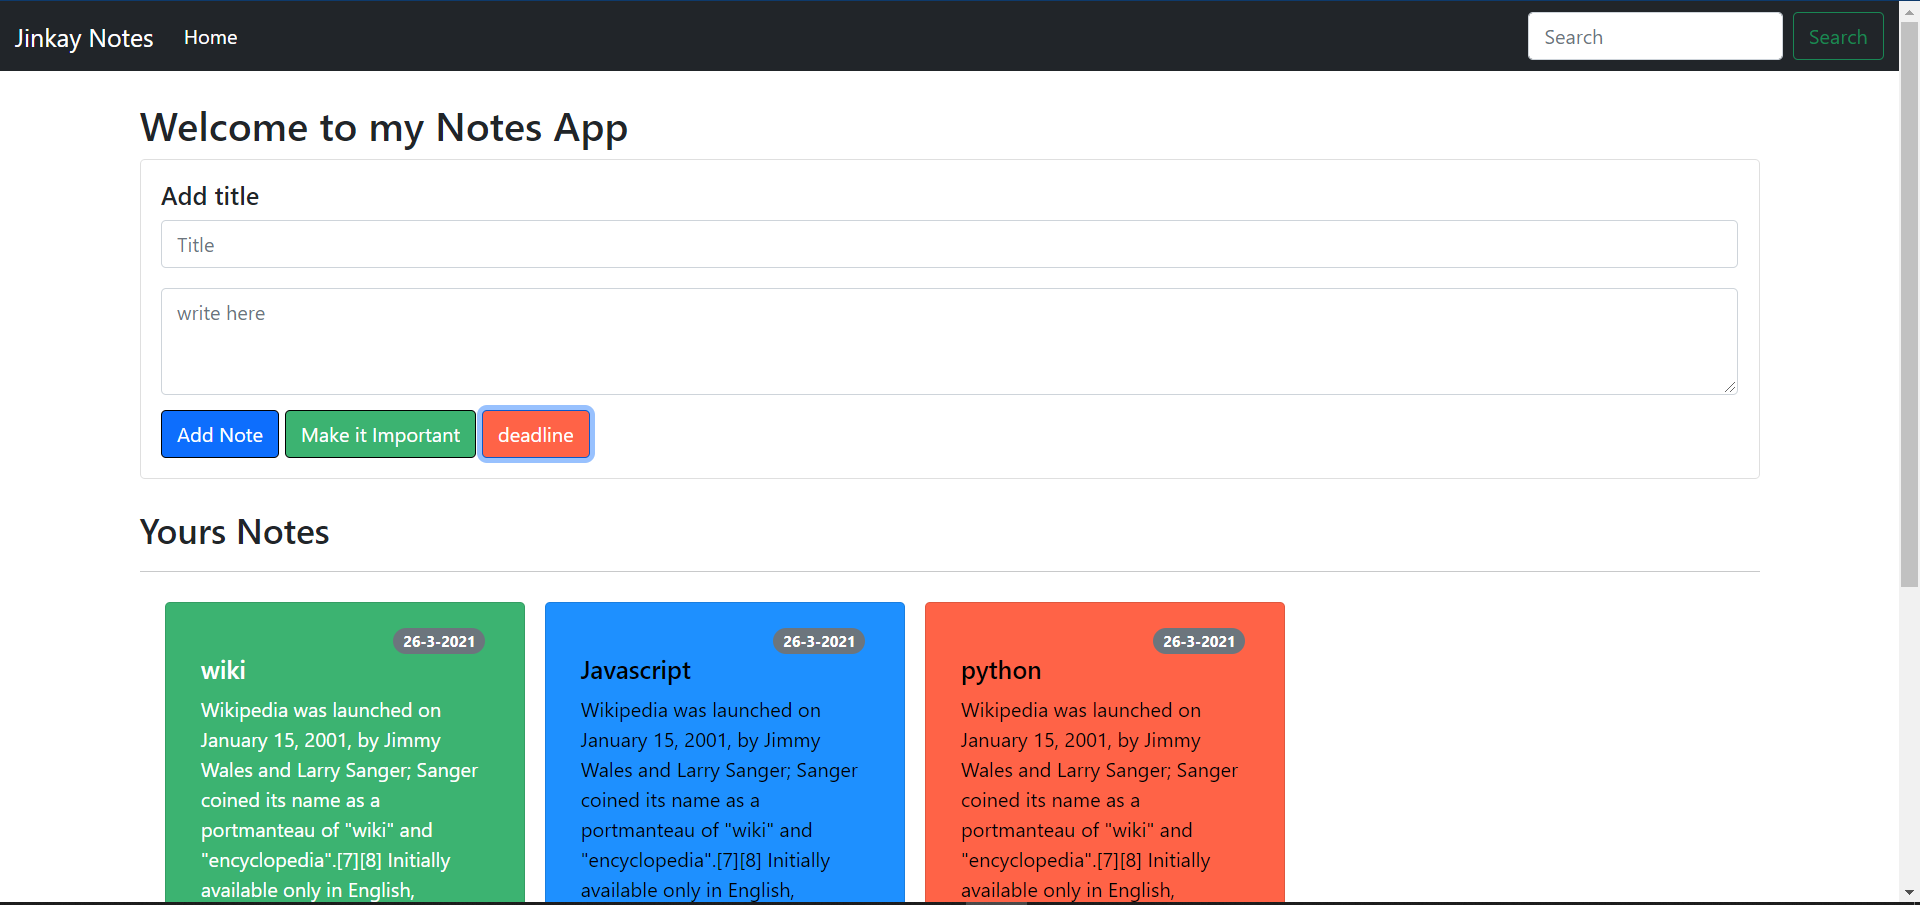 Jinkay Notes Home Search Search
Welcome to my Notes App
Add title
Title
write here
Add Note Make it Important deadline
Yours Notes
26-3-2021
wiki
Wikipedia was launched on
January 15, 2001, by Jimmy
Wales and Larry Sanger; Sanger
coined its name as a
portmanteau of "wiki" and
"encyclopedia".[7][8] Initially
available only in English,
26-3-2021
Javascript
Wikipedia was launched on
January 15, 2001, by Jimmy
Wales and Larry Sanger; Sanger
coined its name as a
portmanteau of "wiki" and
"encyclopedia".[7][8] Initially
available only in English,
26-3-2021
python
Wikipedia was launched on
January 15, 2001, by Jimmy
Wales and Larry Sanger; Sanger
coined its name as a
portmanteau of "wiki" and
"encyclopedia".[7][8] Initially
available only in English,